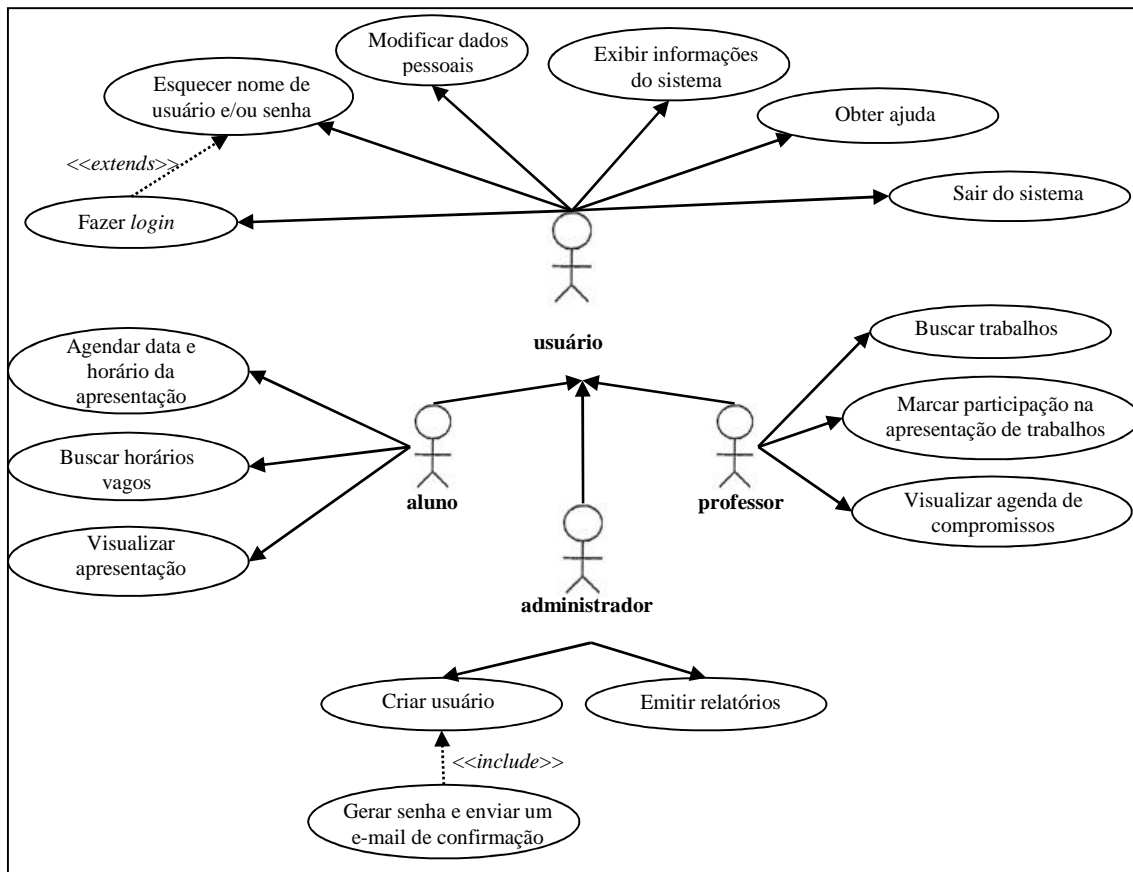 Modificar dados
pessoais
Exibir informações
do sistema
Esquecer nome de
usuário e/ou senha
Obter ajuda
<<extends>>
Sair do sistema
Fazer login
usuário
Buscar trabalhos
Agendar data e
horário da
apresentação
Marcar participação na
apresentação de trabalhos
Buscar horários
vagos
aluno
professor
Visualizar agenda de
compromissos
Visualizar
apresentação
administrador
Criar usuário
Emitir relatórios
<<include>>
Gerar senha e enviar um
e-mail de confirmação